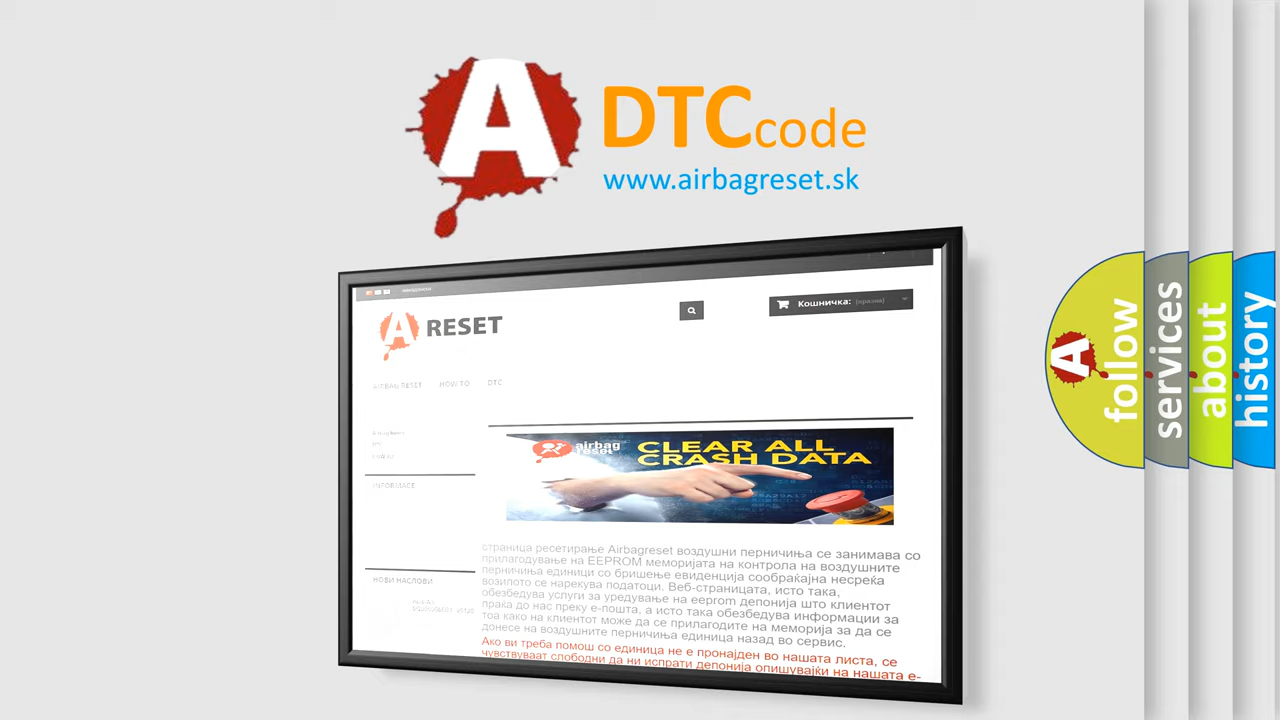 A
DTCcode
www.airbagreset.sk
A RESET
Кошничка: (празна)
AIRBAG RESET HOW TO DTC
INFORMACE
НОВИ НАСЛОВИ
airbag reset
CLEAR ALL
CRASH DATA
страница ресетирање Airbagreset воздушни перничиња се занимава со
прилагодување на EEPROM меморијата на контрола на воздушните
перничиња единици со бришење евиденција сообраќајна несреќа
возилото се нарекува податоци. Веб-страницата, исто така,
обезбедува услуги за уредување на eeprom депонија што клиентот
праќа до нас преку е-пошта, а исто така обезбедува информации за
тоа како на клиентот може да се прилагодите на меморија за да се
донесе на воздушните перничиња единица назад во сервис.
Ако ви треба помош со единица не е пронајден во нашата листа, се
чувствуваат слободни да ни испрати депонија опишувајќи на нашата е-
A
follow
services
about
history